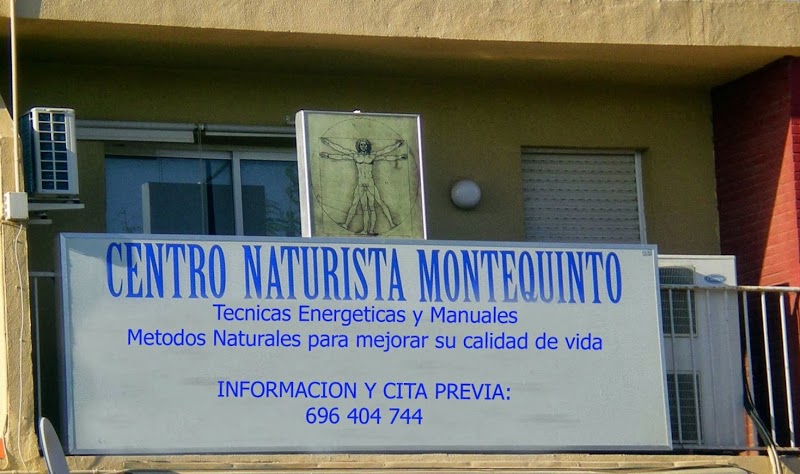 CENTRO NATURISTA MONTEQUINTO
Tecnicas Energeticas y Manuales
Metodos Naturales para mejorar su calidad de vida
INFORMACION Y CITA PREVIA:
696 404 744